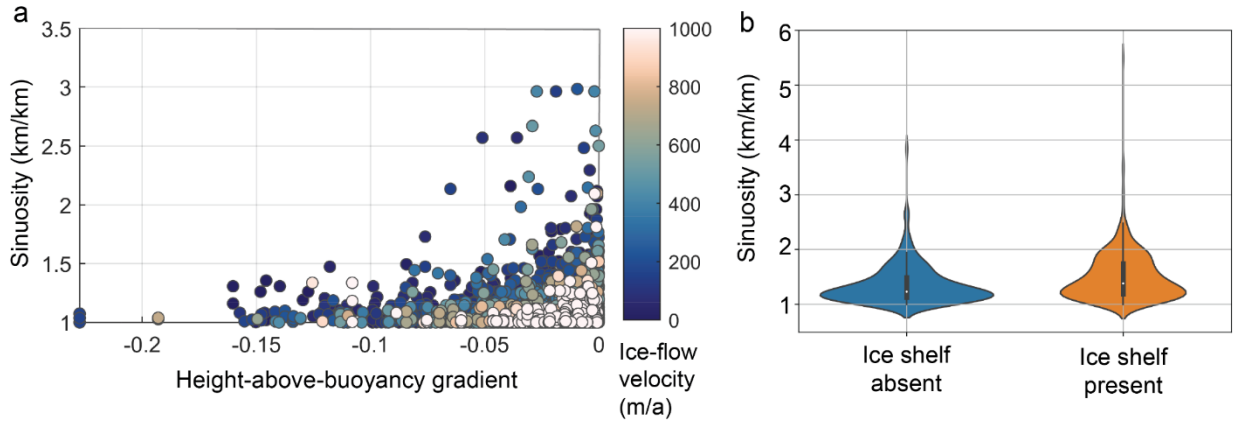 a
3.5
3
2.5
2
1.5
1
Sinuosity (km/km)
-0.2
-0.15
-0.1
-0.05
0
Height-above-buoyancy gradient
1000
800
600
400
200
0
Ice-flow
velocity
(m/a)
b
6
5
4
3
2
1
Sinuosity (km/km)
Ice shelf
absent
Ice shelf
present